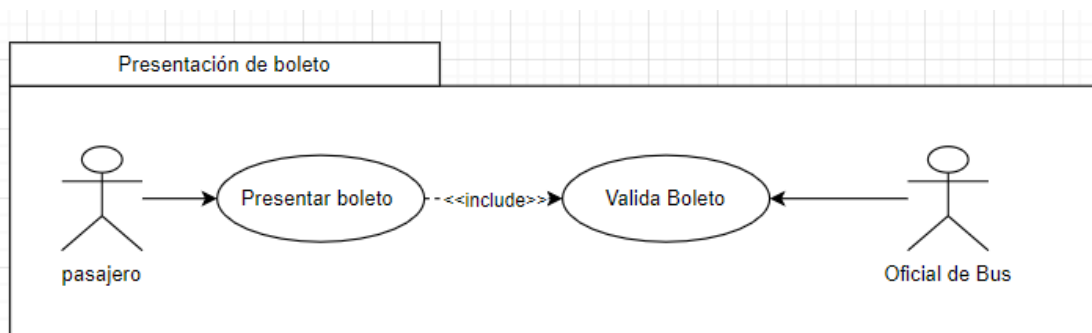 Presentación de boleto
Presentar boleto
<<include>>
Valida Boleto
pasajero
Oficial de Bus